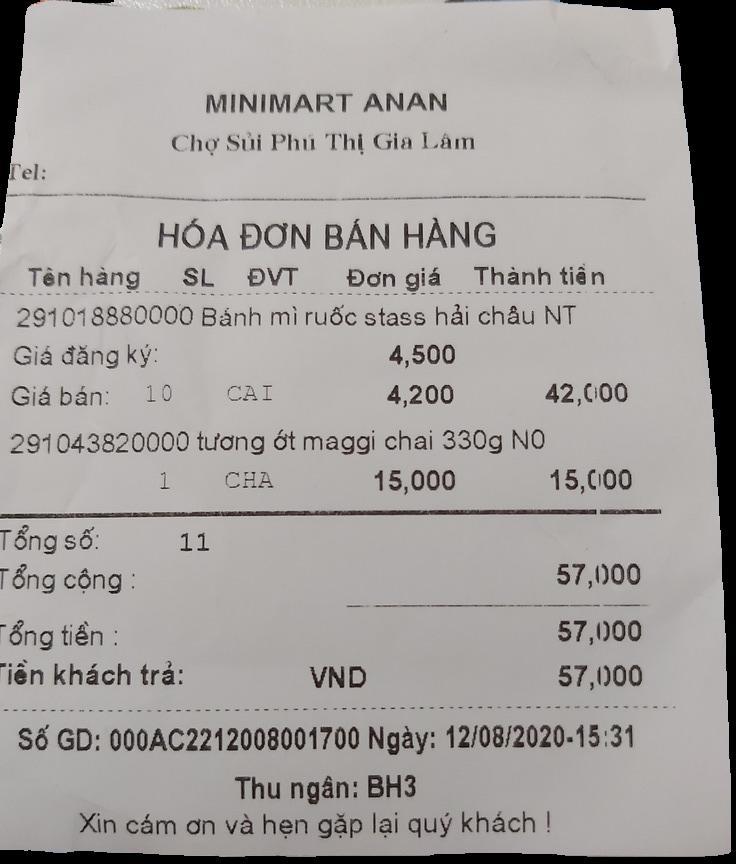 MINIMART ANAN
Chợ Sủi Phú Thị Gia Lâm
Tel:
HÓA ĐƠN BÁN HÀNG
Tên hàng SL ĐVT Đơn giá Thành tiền
291018880000 Bánh mì ruốc stass hải châu NT
Giá đăng ký: 4,500
Giá bán: 10 CAI 4,200 42,000
291043820000 tương ớt maggi chai 330g N0
1 CHA 15,000 15,000
Tổng số: 11
Tổng cộng : 57,000
Tổng tiền : 57,000
Tiền khách trả: VND 57,000
Số GD: 000AC2212008001700 Ngày: 12/08/2020-15:31
Thu ngân: BH3
Xin cám ơn và hẹn gặp lại quý khách !